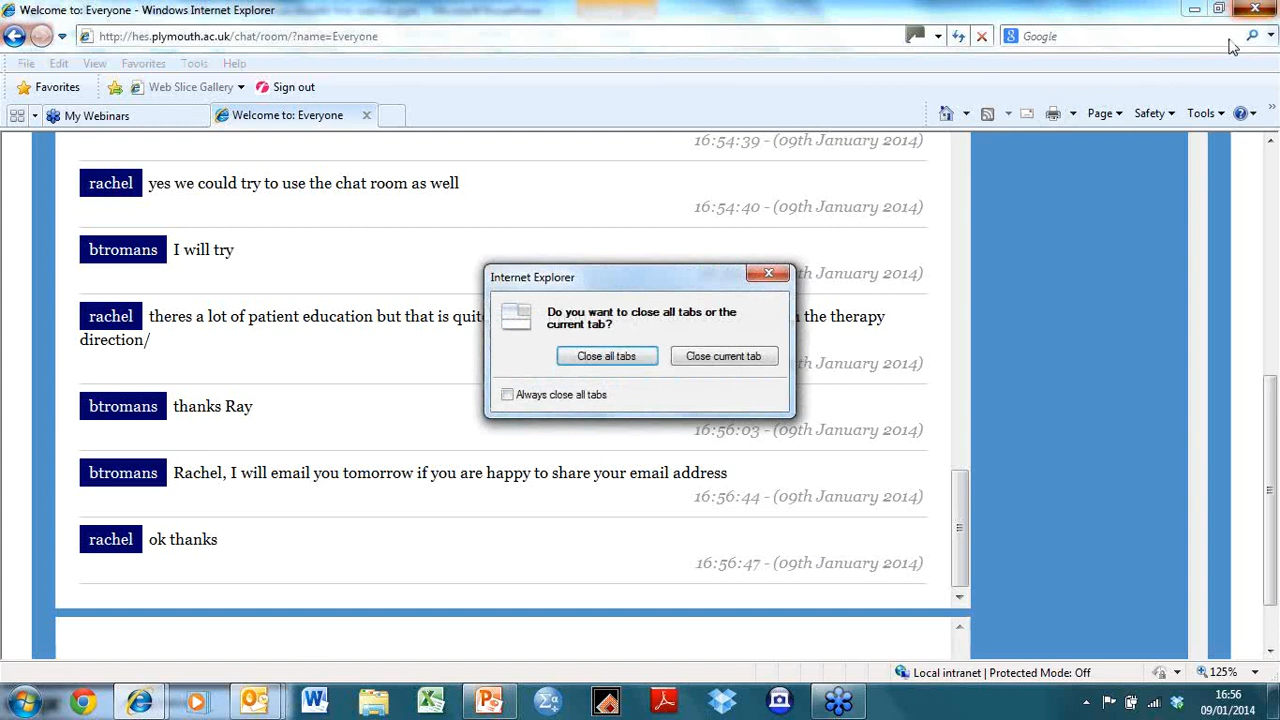 Welcome to: Everyone - Windows Internet Explorer
http://hes.plymouth.ac.uk/chat/room/?name=Everyone
Google
File Edit View Favorites Tools Help
Favorites Web Slice Gallery Sign out
My Webinars Welcome to: Everyone Page Safety Tools
16:54:39 - (09th January 2014)
rachel yes we could try to use the chat room as well
16:54:40 - (09th January 2014)
btromans I will try
09th January 2014)
rachel theres a lot of patient education but that is quit the therapy
direction/
09th January 2014)
btromans thanks Ray
16:56:03 - (09th January 2014)
btromans Rachel, I will email you tomorrow if you are happy to share your email address
16:56:44 - (09th January 2014)
rachel ok thanks
16:56:47 - (09th January 2014)
Internet Explorer
Do you want to close all tabs or the
current tab?
Close all tabs Close current tab
Always close all tabs
Local intranet | Protected Mode: Off 125%
16:56
09/01/2014